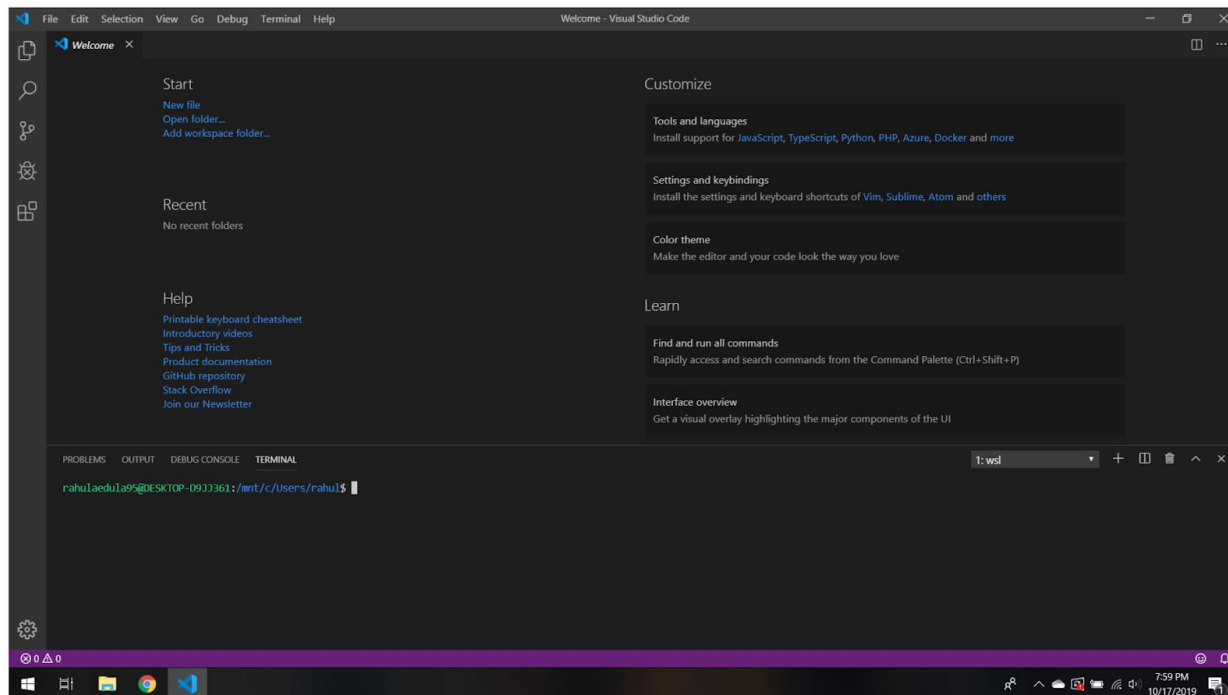 File Edit Selection View Go Debug Terminal Help
Welcome - Visual Studio Code
Welcome
Start
New file
Open folder...
Add workspace folder...
Recent
No recent folders
Help
Printable keyboard cheatsheet
Introductory videos
Tips and Tricks
Product documentation
GitHub repository
Stack Overflow
Join our Newsletter
Customize
Tools and languages
Install support for JavaScript, TypeScript, Python, PHP, Azure, Docker and more
Settings and keybindings
Install the settings and keyboard shortcuts of Vim, Sublime, Atom and others
Color theme
Make the editor and your code look the way you love
Learn
Find and run all commands
Rapidly access and search commands from the Command Palette (Ctrl+Shift+P)
Interface overview
Get a visual overlay highlighting the major components of the UI
PROBLEMS OUTPUT DEBUG CONSOLE TERMINAL
1: wsl
rahulaedula95@DESKTOP-D9JJ361:/mnt/c/Users/rahul$
0 0
7:59 PM
10/17/2019